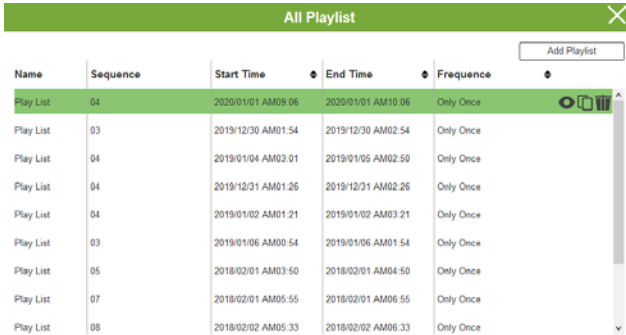 All Playlist
Add Playlist
Name Sequence Start Time End Time Frequence
Play List 04 2020/01/01 AM09:06 2020/01/01 AM10:06 Only Once
Play List 03 2019/12/30 AM01:54 2019/12/30 AM02:54 Only Once
Play List 04 2019/01/04 AM03:01 2019/01/05 AM02:50 Only Once
Play List 04 2019/12/31 AM01:26 2019/12/31 AM02:26 Only Once
Play List 04 2019/01/02 AM01:21 2019/01/02 AM03:21 Only Once
Play List 03 2019/01/06 AM00:54 2019/01/06 AM01:54 Only Once
Play List 05 2018/02/01 AM03:50 2018/02/01 AM04:50 Only Once
Play List 07 2018/02/01 AM05:55 2018/02/01 AM06:55 Only Once
Play List 08 2018/02/02 AM05:33 2018/02/02 AM06:33 Only Once